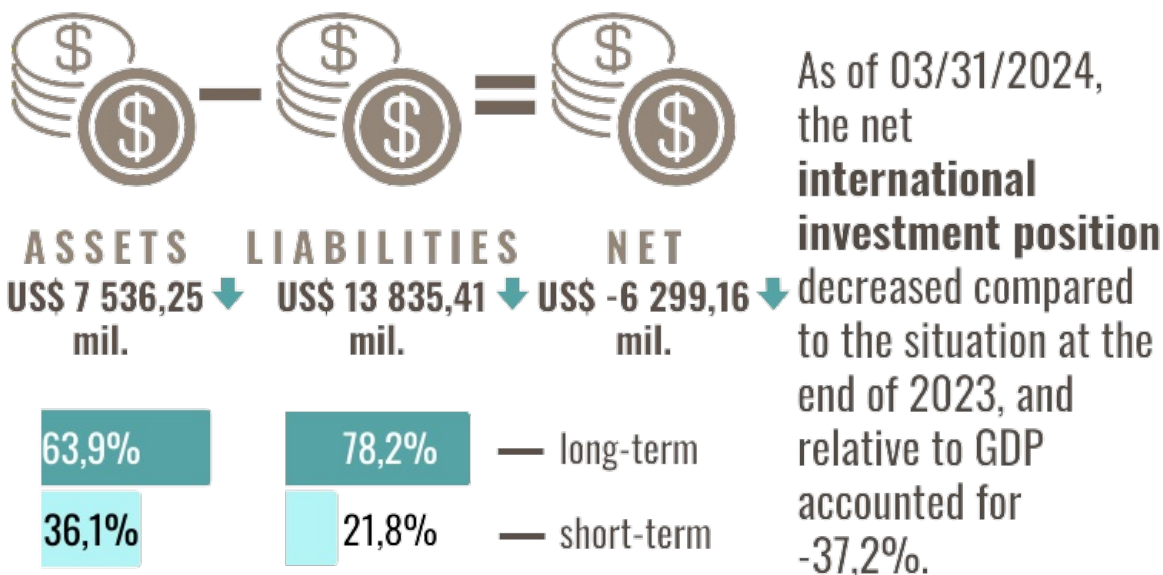 ASSETS
US$ 7 536,25
mil.
LIABILITIES
US$ 13 835,41
mil.
NET
US$ -6 299,16
mil.
63,9%
78,2%
long-term
36,1%
21,8%
short-term
As of 03/31/2024,
the net
international
investment position
decreased compared
to the situation at the
end of 2023, and
relative to GDP
accounted for
-37,2%.